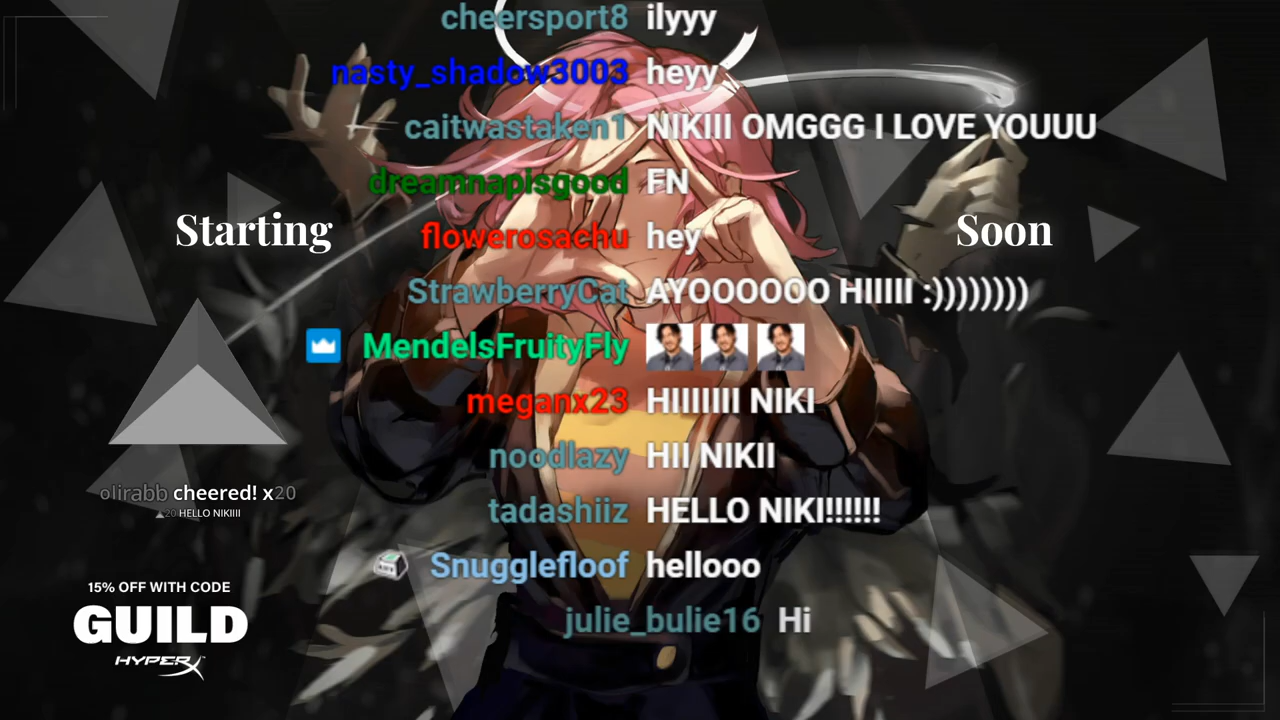 cheersport8 ilyyy
nasty_shadow3003 heyy
caitwastaken1 NIKIII OMGGG I LOVE YOUUU
dreamnapisgood FN
Starting Soon
flowerosachu hey
StrawberryCat AYOOOOOO HIIIII :))))))))
MendelsFruityFly
meganx23 HIIIIIII NIKI
noodlazy HII NIKII
olirabb cheered! x20
20 HELLO NIKIIII
tadashiiz HELLO NIKI!!!!!!
Snugglefloof hellooo
15% OFF WITH CODE
GUILD
HYPERX
julie_bulie16 Hi